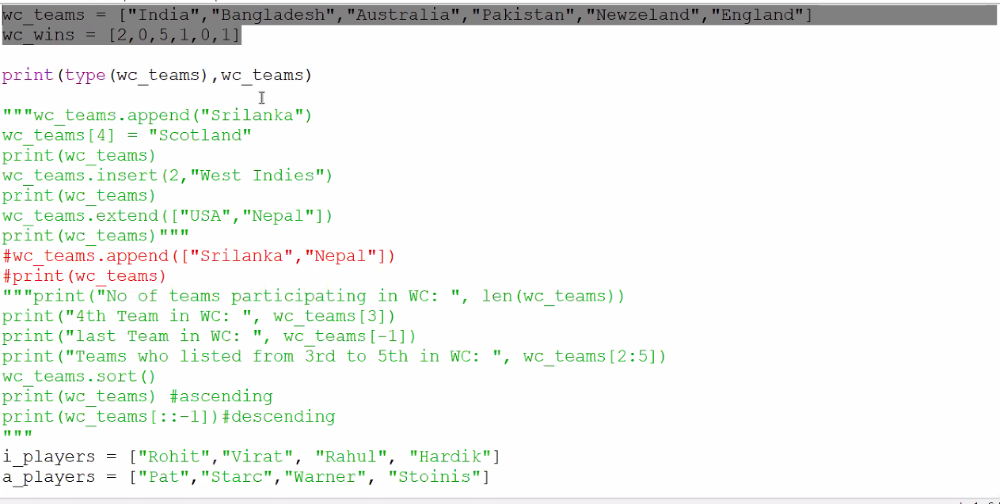 wc_teams = ["India","Bangladesh","Australia","Pakistan","Newzeland","England"]
wc_wins = [2,0,5,1,0,1]
print(type(wc_teams),wc_teams)
"""wc_teams.append("Srilanka")
wc_teams[4] = "Scotland"
print(wc_teams)
wc_teams.insert(2,"West Indies")
print(wc_teams)
wc_teams.extend(["USA","Nepal"])
print(wc_teams)"""
#wc_teams.append(["Srilanka","Nepal"])
#print(wc_teams)
"""print("No of teams participating in WC: ", len(wc_teams))
print("4th Team in WC: ", wc_teams[3])
print("last Team in WC: ", wc_teams[-1])
print("Teams who listed from 3rd to 5th in WC: ", wc_teams[2:5])
wc_teams.sort()
print(wc_teams) #ascending
print(wc_teams[::-1])#descending
"""
i_players = ["Rohit","Virat", "Rahul", "Hardik"]
a_players = ["Pat","Starc","Warner", "Stoinis"]